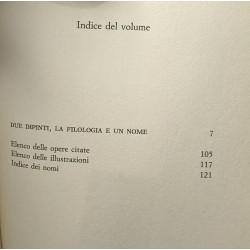 Indice del volume
DUE DIPINTI, LA FILOLOGIA E UN NOME 7
Elenco delle opere citate 105
Elenco delle illustrazioni 117
Indice dei nomi 121